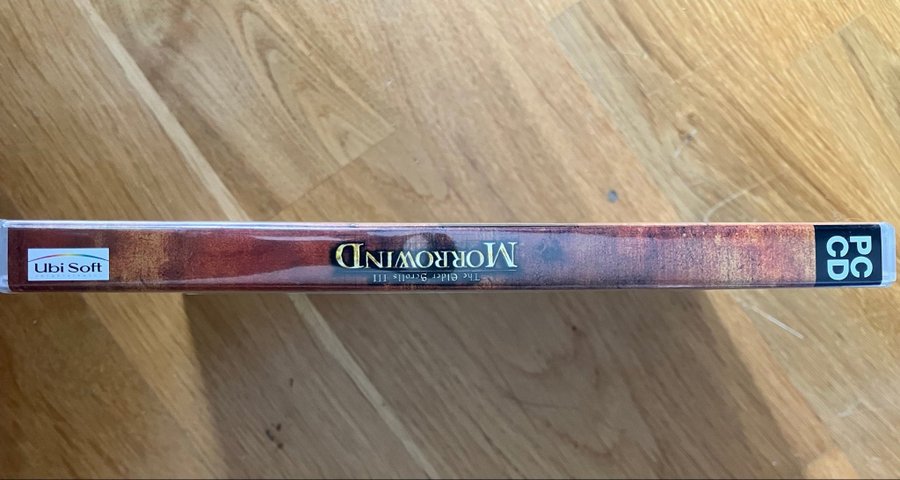 Ubi Soft
The Elder Scrolls III
MORROWIND
PC
CD